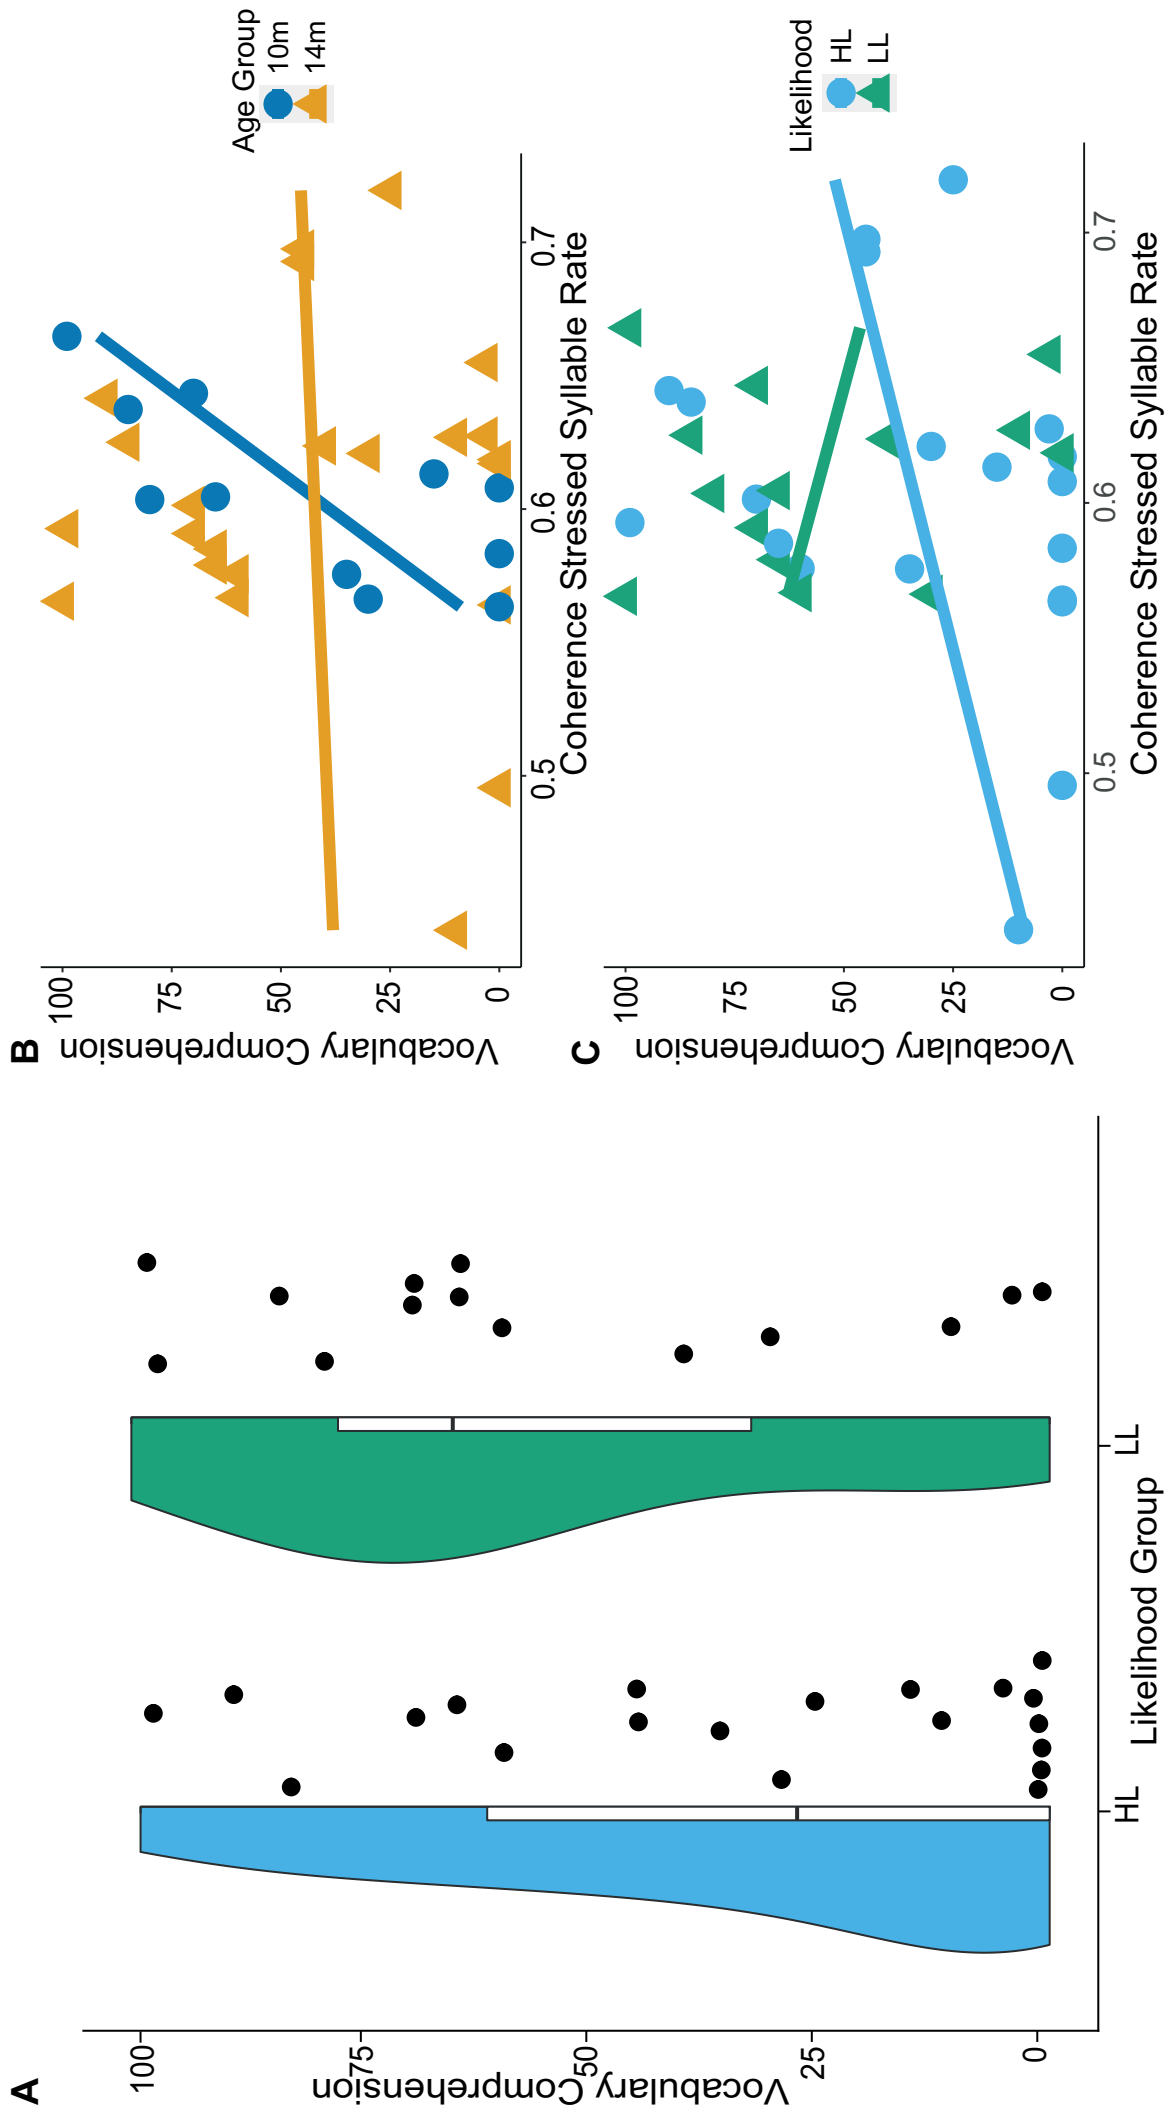 A
Vocabulary Comprehension
100
75
50
25
0
HL
LL
Likelihood Group
B
Vocabulary Comprehension
100
75
50
25
0
0.5
0.6
0.7
Coherence Stressed Syllable Rate
Age Group
10m
14m
C
Vocabulary Comprehension
100
75
50
25
0
0.5
0.6
0.7
Coherence Stressed Syllable Rate
Likelihood
HL
LL